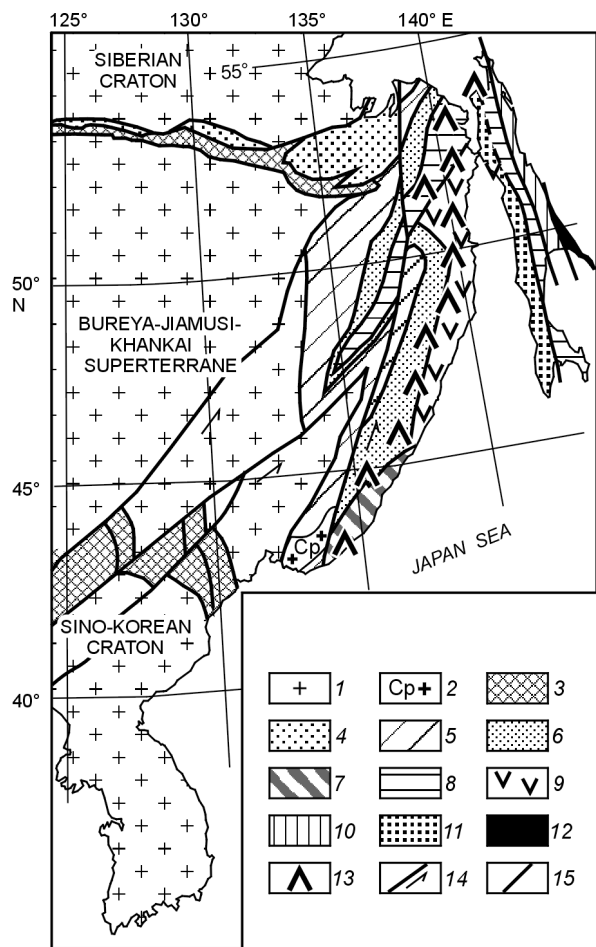 125° 130° 135° 140° E
SIBERIAN
CRATON
55°
50°
N
BUREYA-JIAMUSI-
KHANKAI
SUPERTERRANE
45°
Cp
JAPAN SEA
SINO-KOREAN
CRATON
40°
1 Cp 2 3
4 5 6
7 8 9
10 11 12
13 14 15